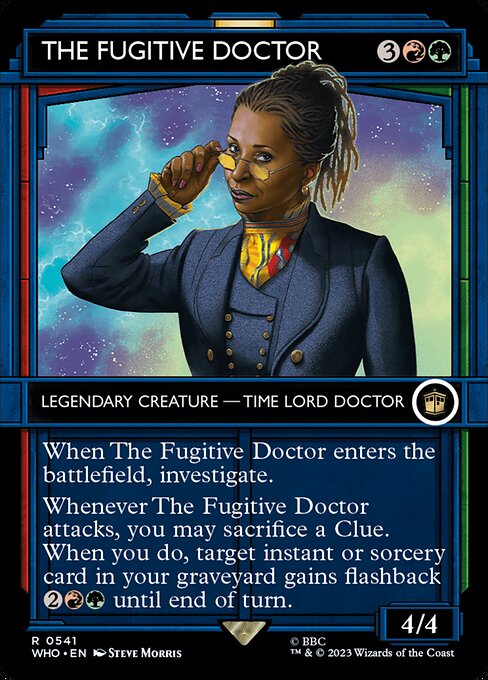 THE FUGITIVE DOCTOR 3
LEGENDARY CREATURE — TIME LORD DOCTOR
When The Fugitive Doctor enters the
battlefield, investigate.
Whenever The Fugitive Doctor
attacks, you may sacrifice a Clue.
When you do, target instant or sorcery
card in your graveyard gains flashback
2 until end of turn.
4/4
R 0541
WHO • EN STEVE MORRIS
© BBC
™ & © 2023 Wizards of the Coast